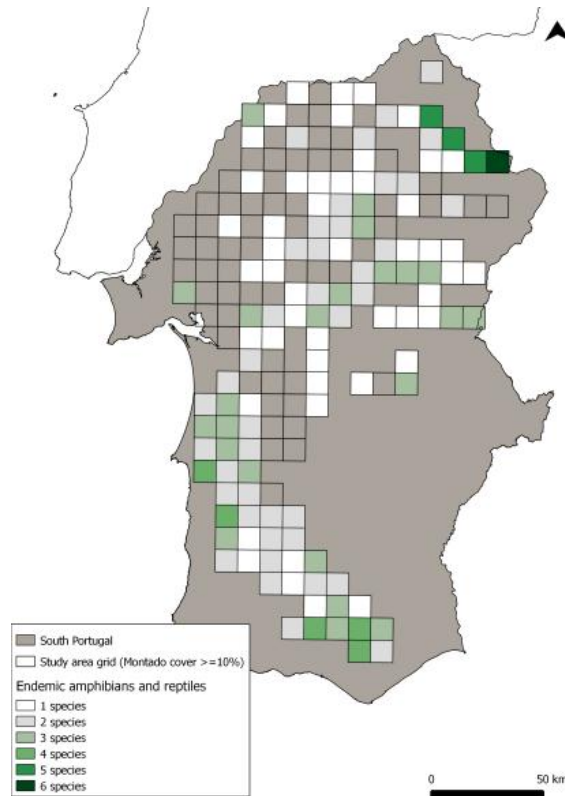 South Portugal
Study area grid (Montado cover >=10%)
Endemic amphibians and reptiles
1 species
2 species
3 species
4 species
5 species
6 species
0 50 km